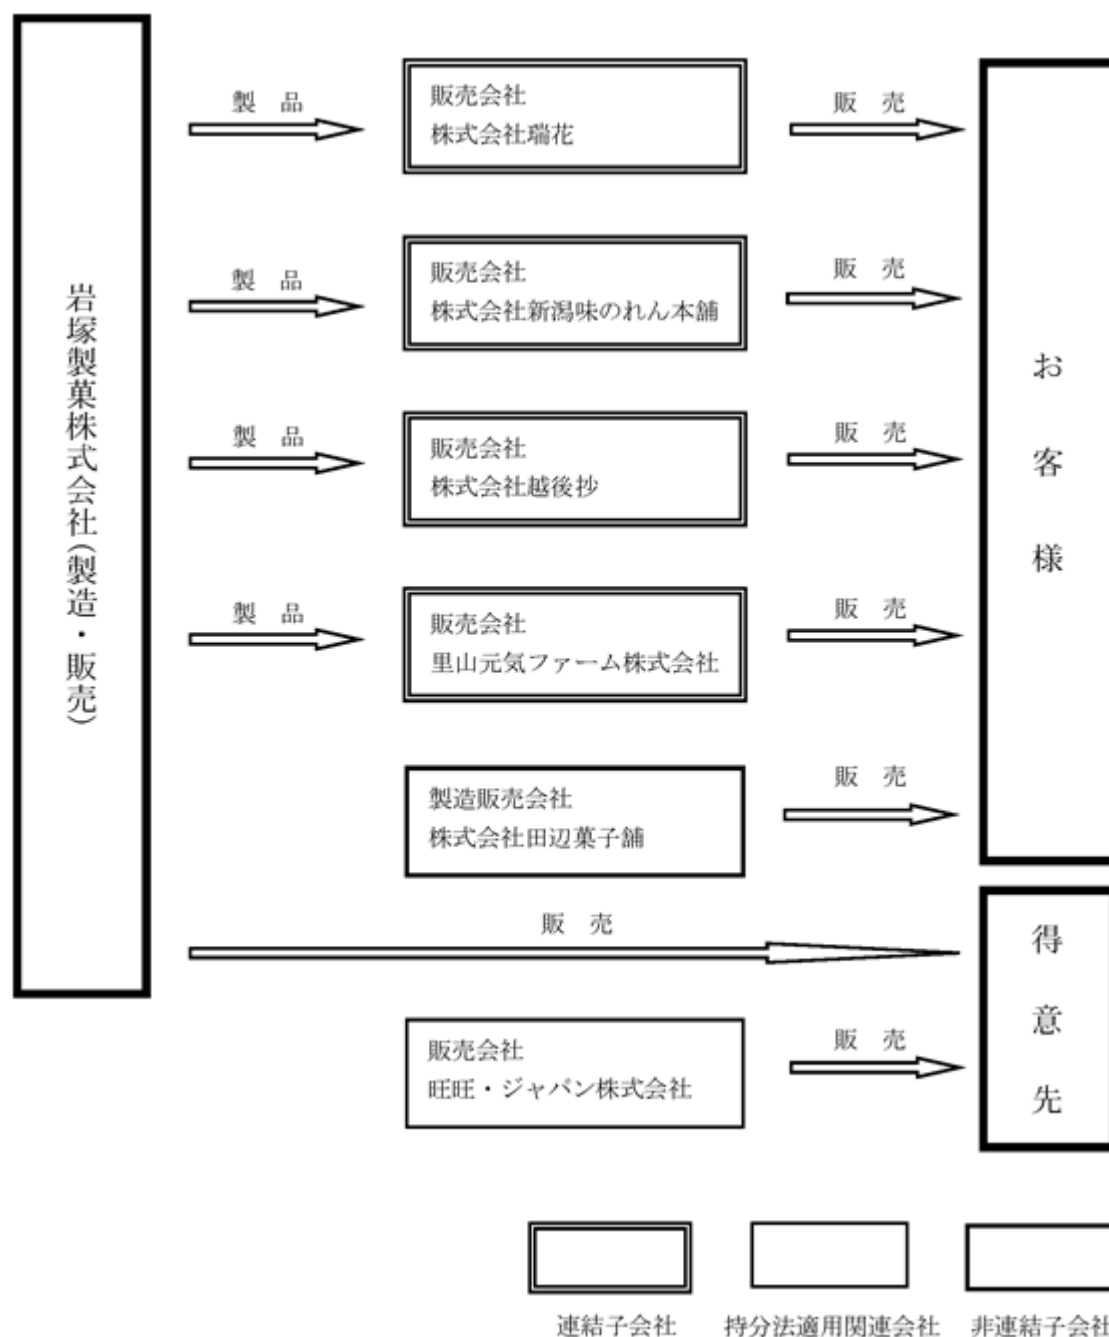 岩塚製菓株式会社(製造・販売)
製　品
販売会社
株式会社瑞花
販　売
製　品
販売会社
株式会社新潟味のれん本舗
販　売
製　品
販売会社
株式会社越後抄
販　売
製　品
販売会社
里山元気ファーム株式会社
販　売
製造販売会社
株式会社田辺菓子舗
販　売
お客様
販　売
販売会社
旺旺・ジャパン株式会社
販　売
得意先
連結子会社
持分法適用関連会社
非連結子会社